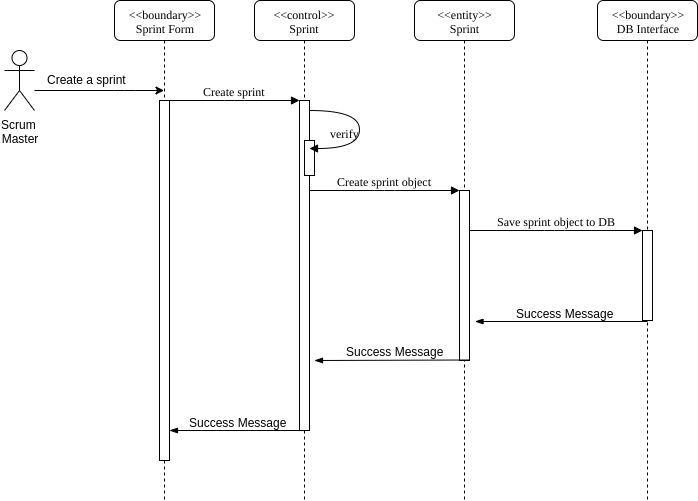 <<boundary>>
Sprint Form
<<control>>
Sprint
<<entity>>
Sprint
<<boundary>>
DB Interface
Create a sprint
Scrum
Master
Create sprint
verify
Create sprint object
Save sprint object to DB
Success Message
Success Message
Success Message